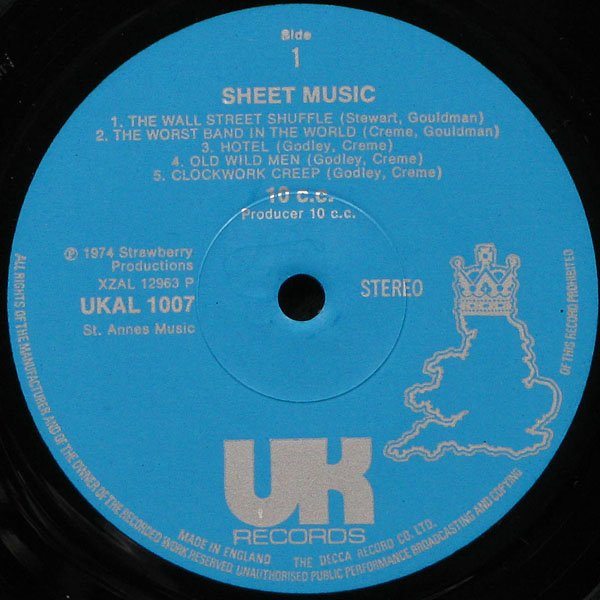 Side
1
SHEET MUSIC
1. THE WALL STREET SHUFFLE (Stewart, Gouldman)
2. THE WORST BAND IN THE WORLD (Creme, Gouldman)
3. HOTEL (Godley, Creme)
4. OLD WILD MEN (Godley, Creme)
5. CLOCKWORK CREEP (Godley, Creme)
10 c.c.
Producer 10 c.c.
℗ 1974 Strawberry
Productions
XZAL 12963 P
UKAL 1007
St. Annes Music
STEREO
UK
RECORDS
MADE IN ENGLAND
THE DECCA RECORD CO. LTD.
ALL RIGHTS OF THE MANUFACTURER AND OF THE OWNER OF THE RECORDED WORK RESERVED. UNAUTHORISED PUBLIC PERFORMANCE BROADCASTING AND COPYING OF THIS RECORD PROHIBITED